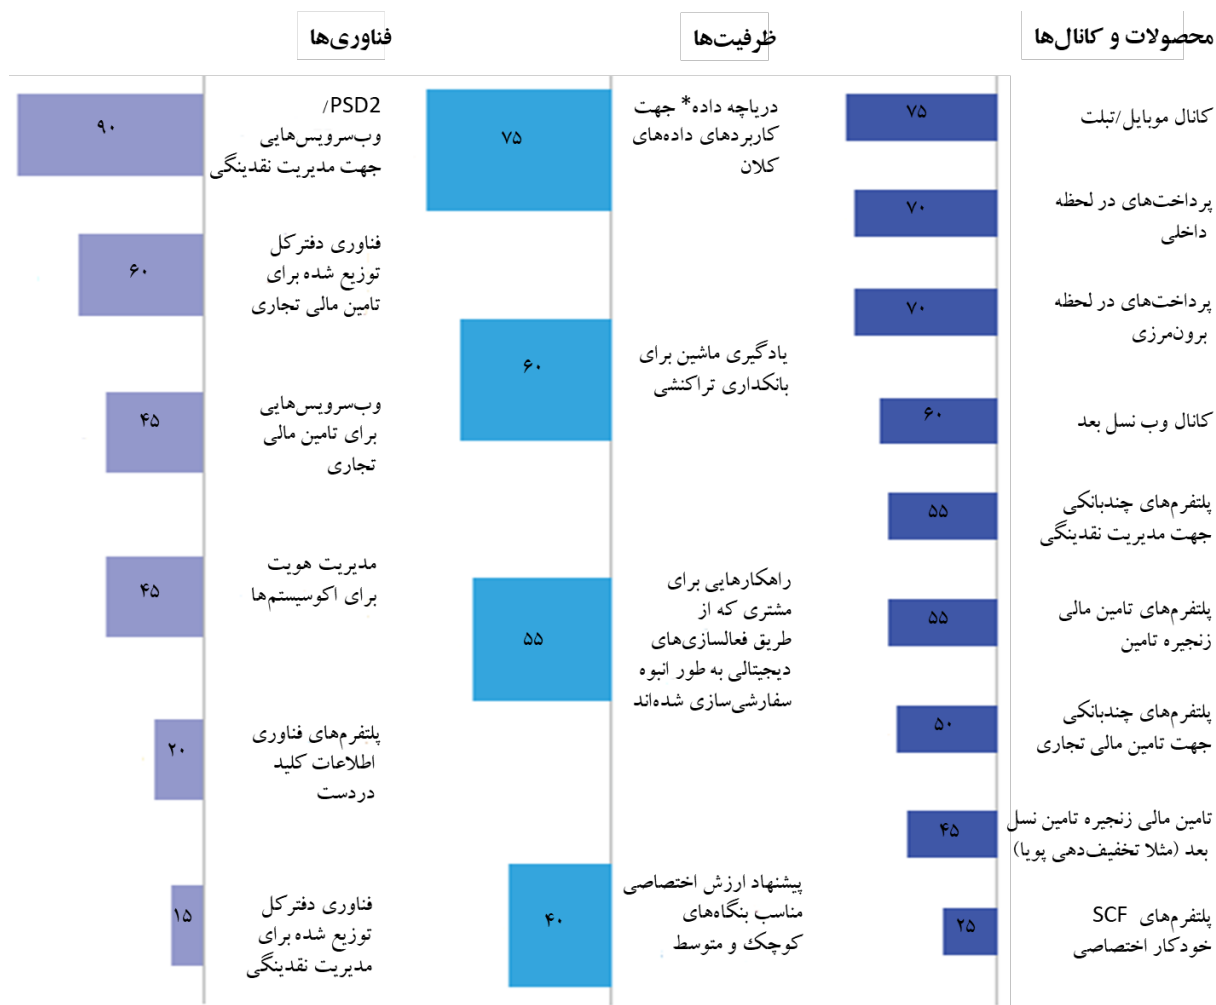 محصولات و کانال‌ها
کانال موبایل/تبلت
۷۵
پرداخت‌های در لحظه
داخلی
۷۰
پرداخت‌های در لحظه
برون‌مرزی
۷۰
کانال وب نسل بعد
۶۰
پلتفرم‌های چندبانکی
جهت مدیریت نقدینگی
۵۵
پلتفرم‌های تامین مالی
زنجیره تامین
۵۵
پلتفرم‌های چندبانکی
جهت تامین مالی تجاری
۵۰
تامین مالی زنجیره تامین نسل
بعد (مثلا تخفیف‌دهی پویا)
۴۵
پلتفرم‌های SCF
خودکار اختصاصی
۲۵
ظرفیت‌ها
دریاچه داده* جهت
کاربردهای داده‌های
کلان
۷۵
یادگیری ماشین برای
بانکداری تراکنشی
۶۰
راهکارهایی برای
مشتری که از
طریق فعالسازی‌های
دیجیتالی به طور انبوه
سفارشی‌سازی شده‌اند
۵۵
پیشنهاد ارزش اختصاصی
مناسب بنگاه‌های
کوچک و متوسط
۴۰
فناوری‌ها
PSD2/
وب‌سرویس‌هایی
جهت مدیریت نقدینگی
۹۰
فناوری دفترکل
توزیع شده برای
تامین مالی تجاری
۶۰
وب‌سرویس‌هایی
برای تامین مالی
تجاری
۴۵
مدیریت هویت
برای اکوسیستم‌ها
۴۵
پلتفرم‌های فناوری
اطلاعات کلید
دردست
۲۰
فناوری دفترکل
توزیع شده برای
مدیریت نقدینگی
۱۵